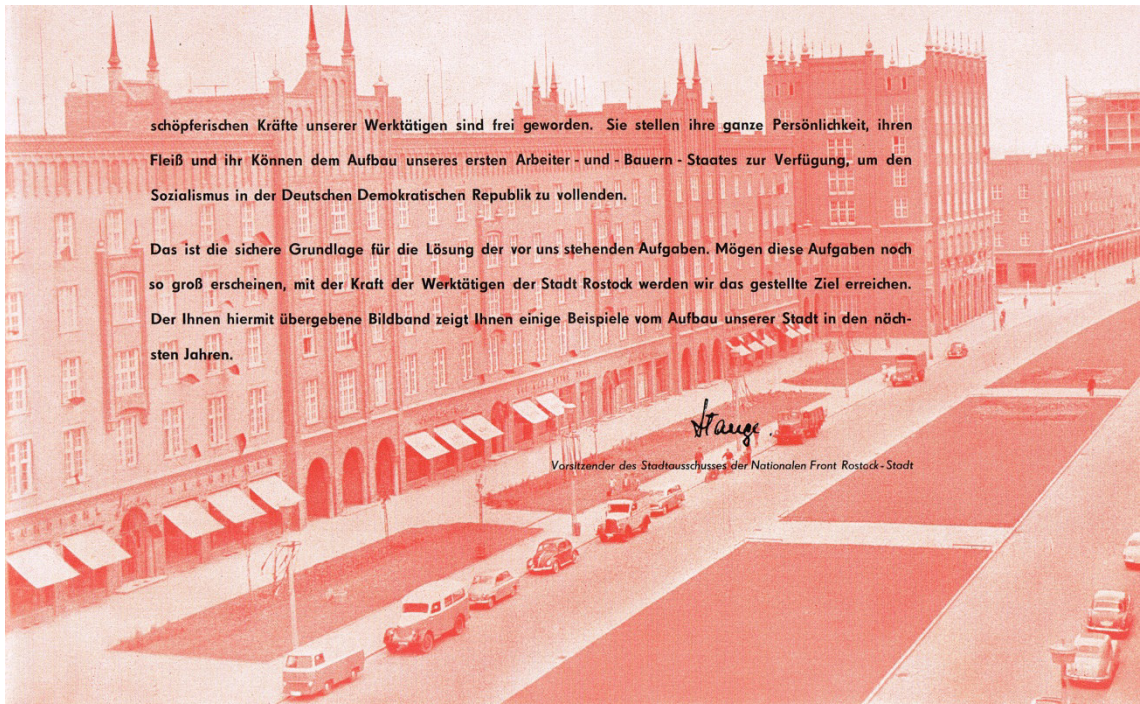 schöpferischen Kräfte unserer Werktätigen sind frei geworden. Sie stellen ihre ganze Persönlichkeit, ihren
Fleiß und ihr Können dem Aufbau unseres ersten Arbeiter - und - Bauern - Staates zur Verfügung, um den
Sozialismus in der Deutschen Demokratischen Republik zu vollenden.
Das ist die sichere Grundlage für die Lösung der vor uns stehenden Aufgaben. Mögen diese Aufgaben noch
so groß erscheinen, mit der Kraft der Werktätigen der Stadt Rostock werden wir das gestellte Ziel erreichen.
Der Ihnen hiermit übergebene Bildband zeigt Ihnen einige Beispiele vom Aufbau unserer Stadt in den näch-
sten Jahren.
Stange.
Vorsitzender des Stadtausschusses der Nationalen Front Rostock - Stadt